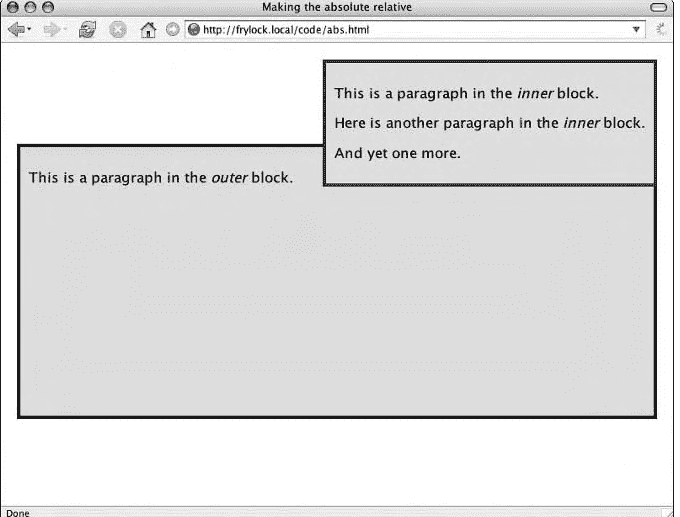 Making the absolute relative
http://frylock.local/code/abs.html
This is a paragraph in the inner block.
Here is another paragraph in the inner block.
And yet one more.
This is a paragraph in the outer block.
Done